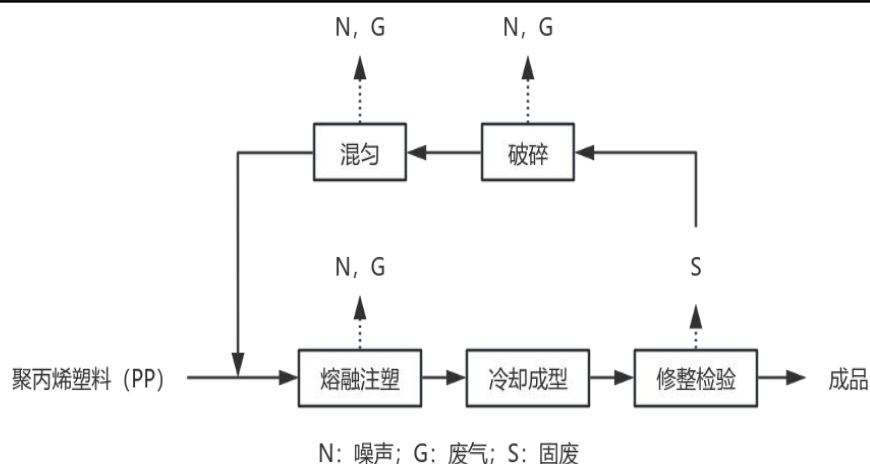 N, G
N, G
混匀
破碎
N, G
S
聚丙烯塑料（PP）
熔融注塑
冷却成型
修整检验
成品
N：噪声；G：废气；S：固废